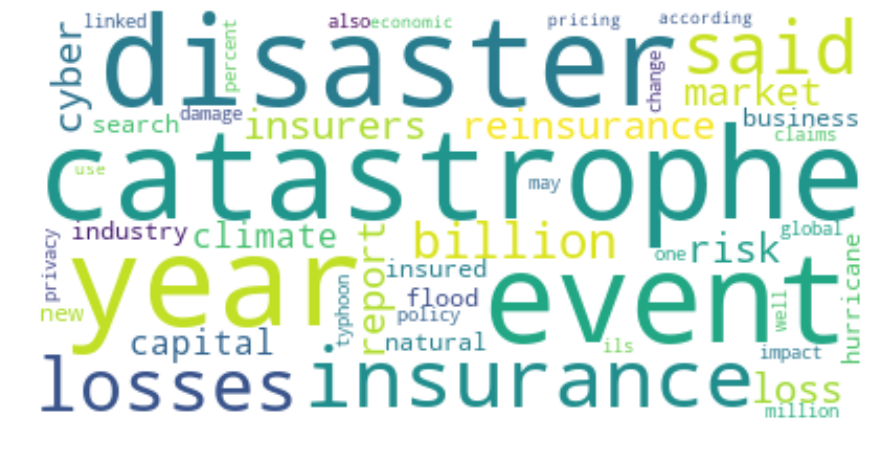 linked
also
economic
pricing
according
cyber
disaster
percent
change
said
market
search
damage
insurers
reinsurance
business
claims
catastrophe
use
may
privacy
industry
climate
report
billion
one
risk
global
hurricane
year
typhoon
insured
flood
policy
event
well
new
capital
natural
ils
impact
losses
insurance
loss
million